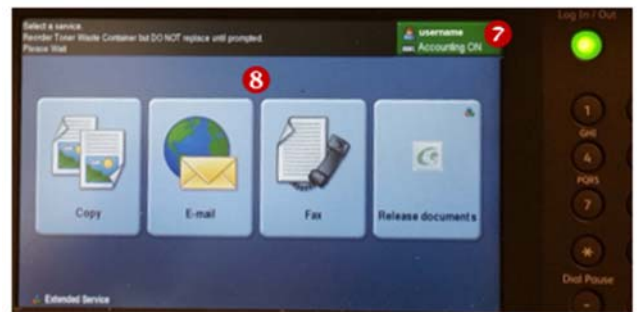 Select a service.
Reorder Toner Waste Container but DO NOT replace until prompted.
Please Wait
username
Accounting ON
7
8
Copy
E-mail
Fax
Release documents
Extended Service
Log In / Out
1
GHI
4
PQRS
7
*
Dial Pause
-